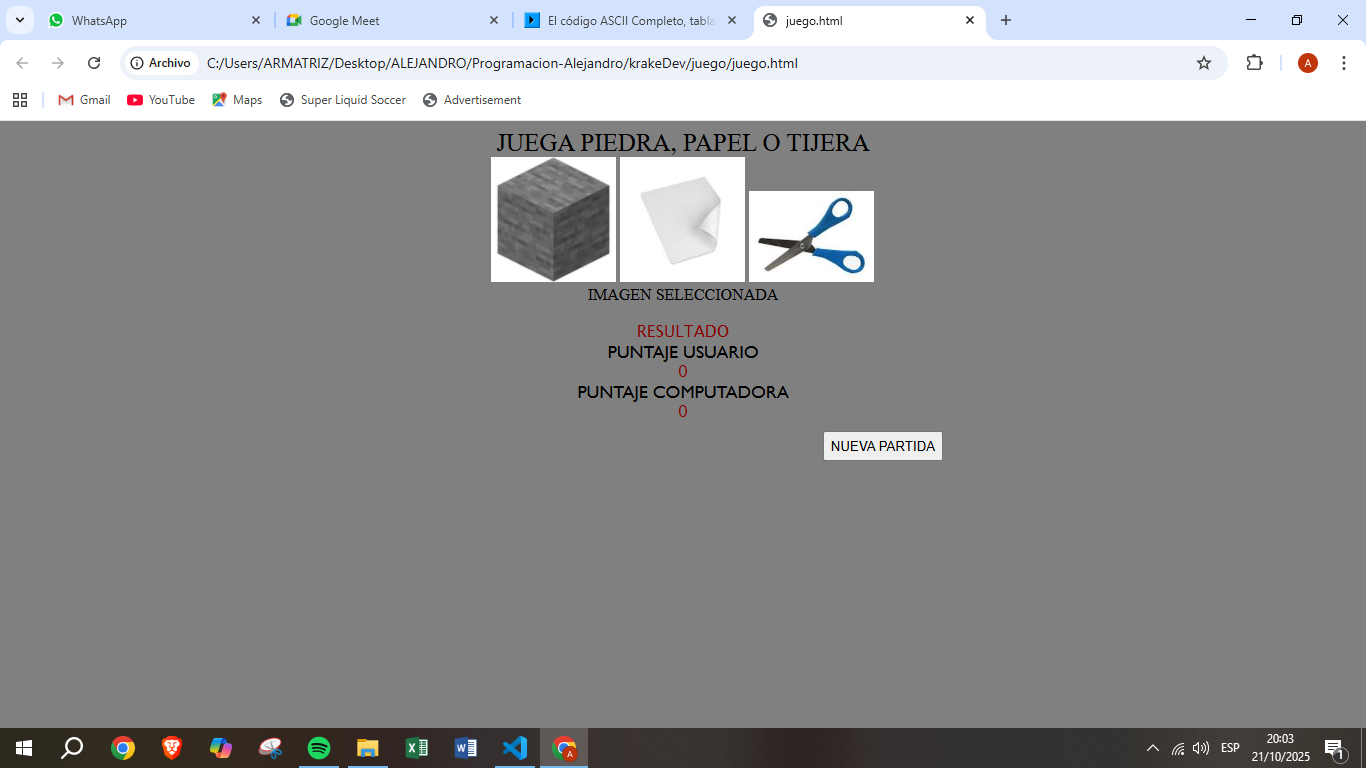 WhatsApp
Google Meet
El código ASCII Completo, tabla
juego.html
Archivo
C:/Users/ARMATRIZ/Desktop/ALEJANDRO/Programacion-Alejandro/krakeDev/juego/juego.html
A
Gmail
YouTube
Maps
Super Liquid Soccer
Advertisement
JUEGA PIEDRA, PAPEL O TIJERA
IMAGEN SELECCIONADA
RESULTADO
PUNTAJE USUARIO
0
PUNTAJE COMPUTADORA
0
NUEVA PARTIDA
A
ESP
20:03
21/10/2025
1